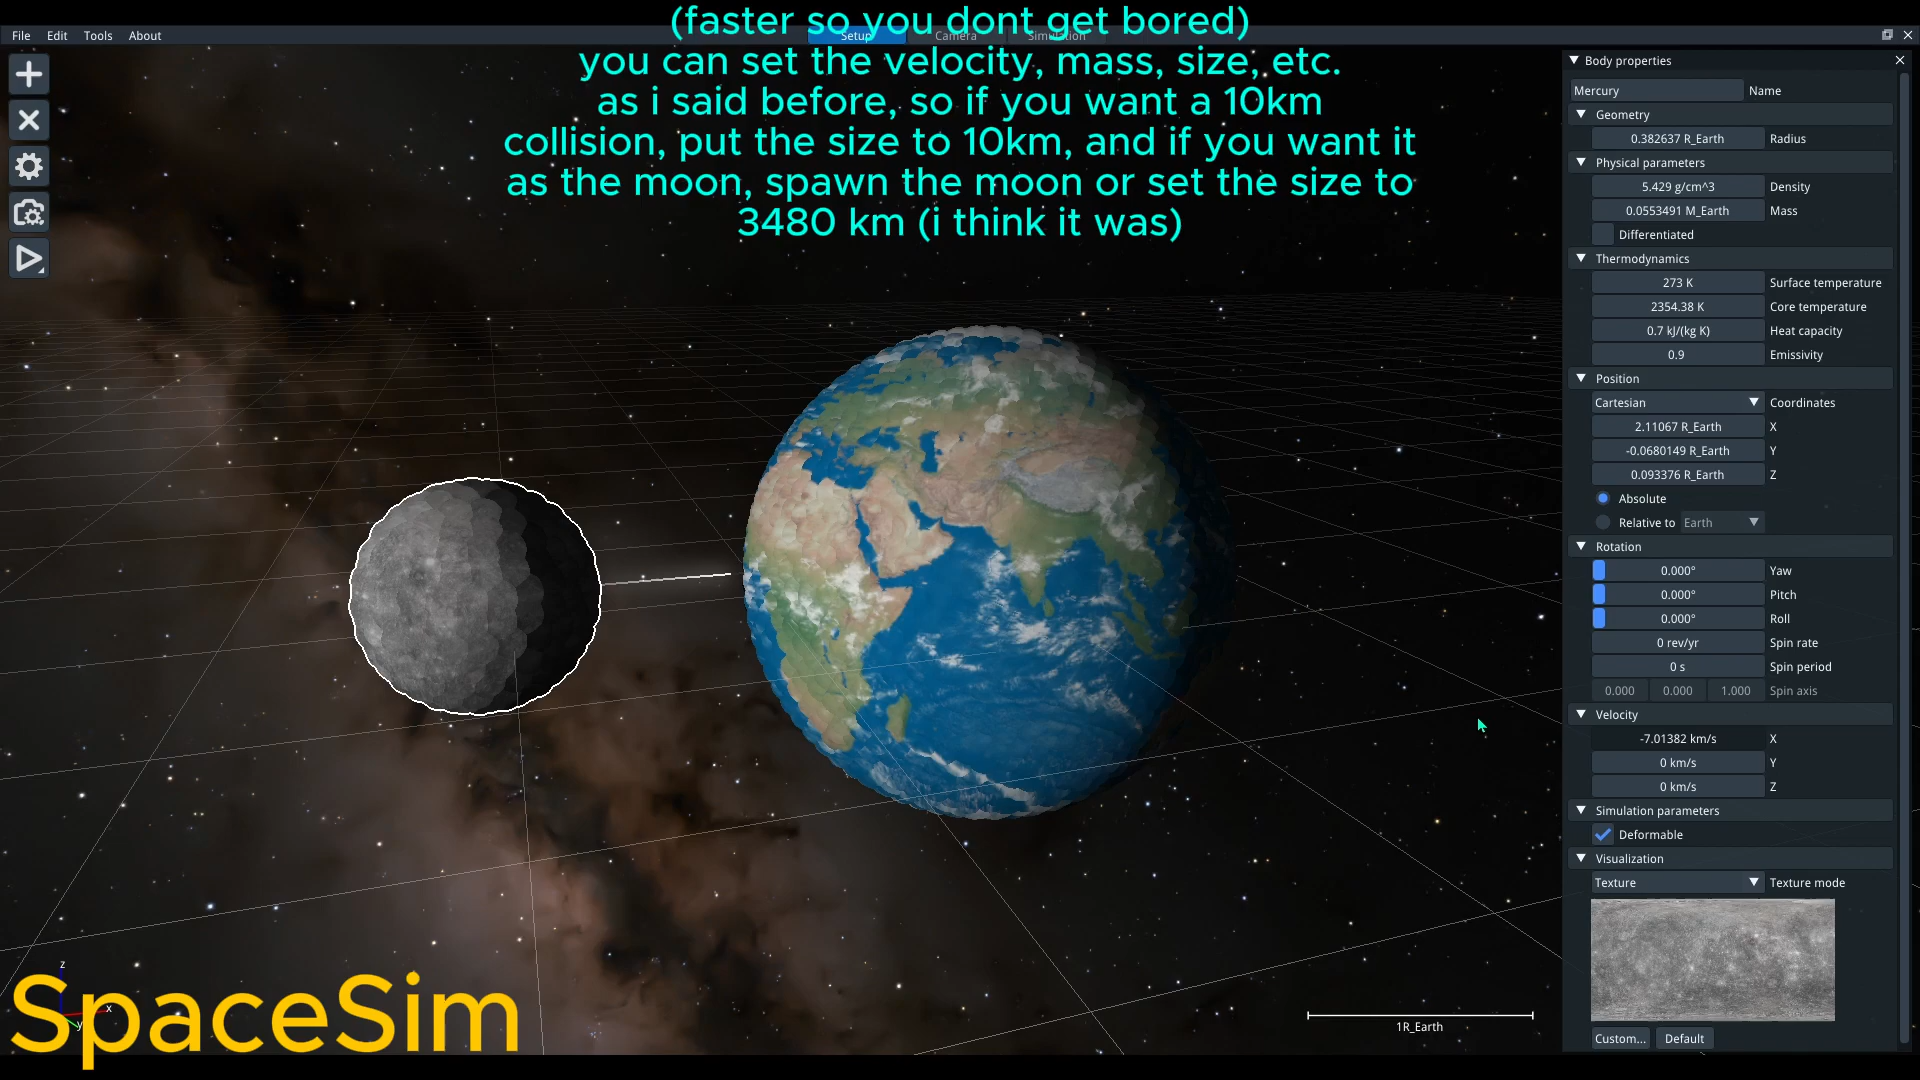 (faster so you dont get bored)
File Edit Tools About
Setup Camera Simulation
you can set the velocity, mass, size, etc.
as i said before, so if you want a 10km
collision, put the size to 10km, and if you want it
as the moon, spawn the moon or set the size to
3480 km (i think it was)
Body properties
Mercury Name
Geometry
0.382637 R_Earth Radius
Physical parameters
5.429 g/cm^3 Density
0.0553491 M_Earth Mass
Differentiated
Thermodynamics
273 K Surface temperature
2354.38 K Core temperature
0.7 kJ/(kg K) Heat capacity
0.9 Emissivity
Position
Cartesian Coordinates
2.11067 R_Earth X
-0.0680149 R_Earth Y
0.093376 R_Earth Z
Absolute
Relative to Earth
Rotation
0.000° Yaw
0.000° Pitch
0.000° Roll
0 rev/yr Spin rate
0 s Spin period
0.000 0.000 1.000 Spin axis
Velocity
-7.01382 km/s X
0 km/s Y
0 km/s Z
Simulation parameters
Deformable
Visualization
Texture Texture mode
Custom... Default
z
x
y
SpaceSim
1R_Earth